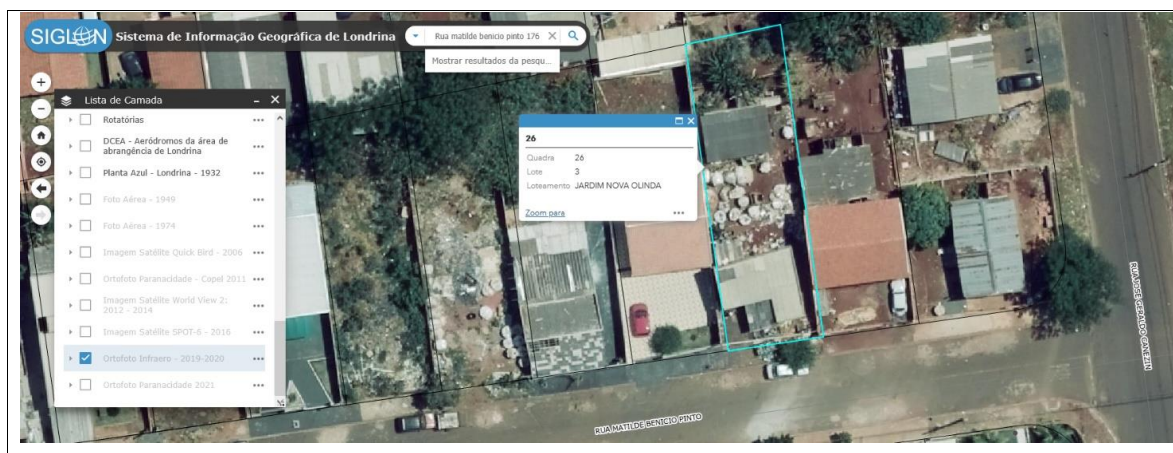 SIGLON Sistema de Informação Geográfica de Londrina
Rua matilde benicio pinto 176
Mostrar resultados da pesqu...
Lista de Camada
Rotatórias
DCEA - Aeródromos da área de
abrangência de Londrina
Planta Azul - Londrina - 1932
Foto Aérea - 1949
Foto Aérea - 1974
Imagem Satélite Quick Bird - 2006
Ortofoto Paranacidade - Copel 2011
Imagem Satélite World View 2;
2012 - 2014
Imagem Satélite SPOT-6 - 2016
Ortofoto Infraero - 2019-2020
Ortofoto Paranacidade 2021
26
Quadra 26
Lote 3
Loteamento JARDIM NOVA OLINDA
Zoom para
RUA MATILDE BENICIO PINTO
RUA JOSE GERALDO CANEZIN